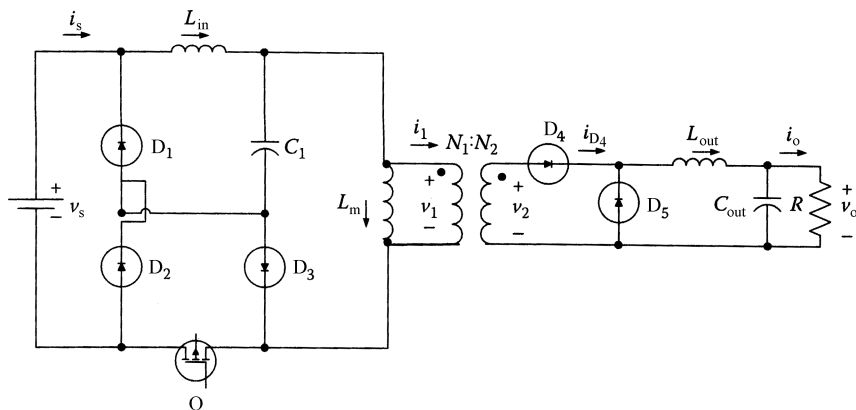 i_s
L_in
D_1
C_1
+
v_s
−
D_2
D_3
O
L_m
i_1
N_1:N_2
+
v_1
−
+
v_2
−
D_4
i_D4
L_out
i_o
D_5
C_out
R
+
v_o
−